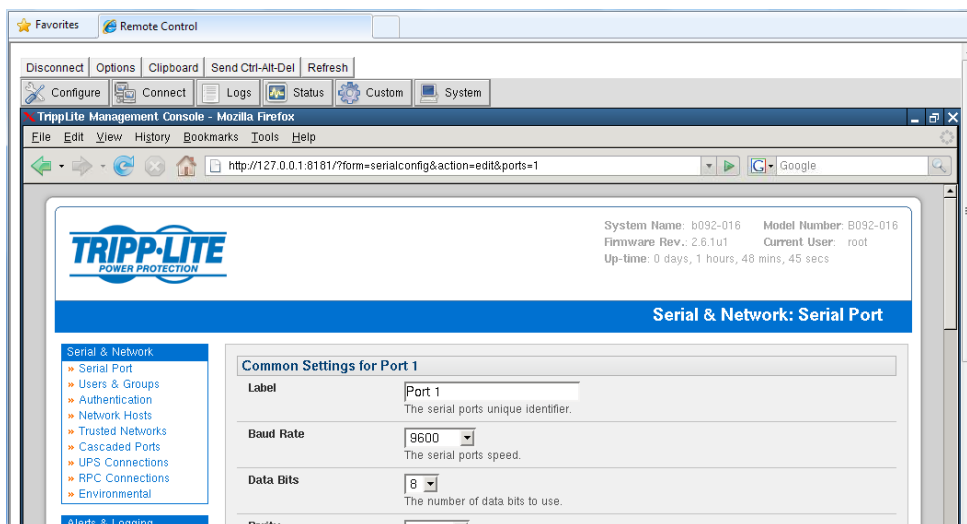 Favorites Remote Control
Disconnect Options Clipboard Send Ctrl-Alt-Del Refresh
Configure Connect Logs Status Custom System
TrippLite Management Console - Mozilla Firefox
File Edit View History Bookmarks Tools Help
http://127.0.0.1:8181/?form=serialconfig&action=edit&ports=1 G Google
TRIPP·LITE
POWER PROTECTION
System Name: b092-016 Model Number: B092-016
Firmware Rev.: 2.6.1u1 Current User: root
Up-time: 0 days, 1 hours, 48 mins, 45 secs
Serial & Network: Serial Port
Serial & Network
» Serial Port
» Users & Groups
» Authentication
» Network Hosts
» Trusted Networks
» Cascaded Ports
» UPS Connections
» RPC Connections
» Environmental
Alerts & Logging
Common Settings for Port 1
Label Port 1
The serial ports unique identifier.
Baud Rate 9600
The serial ports speed.
Data Bits 8
The number of data bits to use.
Parity